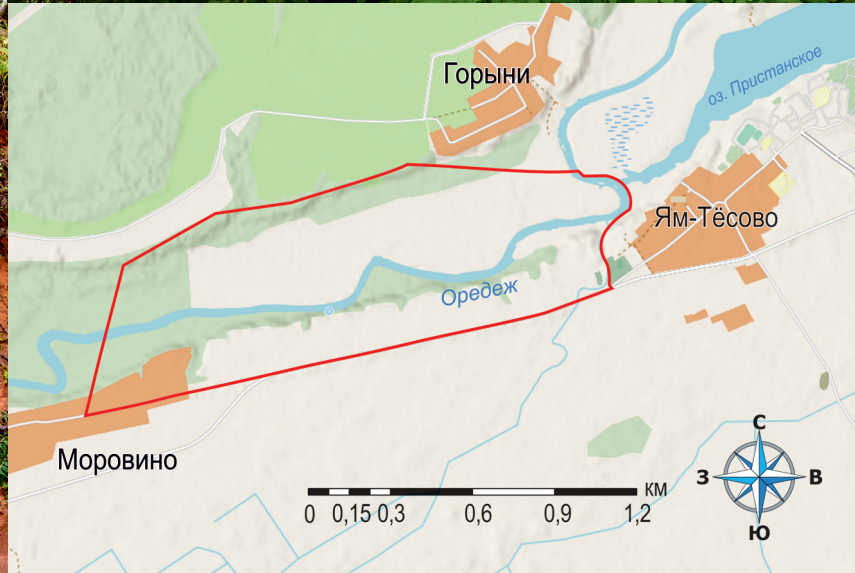 Горыни
оз. Пристанское
Ям-Тёсово
Оредеж
Моровино
С
З
В
Ю
км
0 0,15 0,3 0,6 0,9 1,2